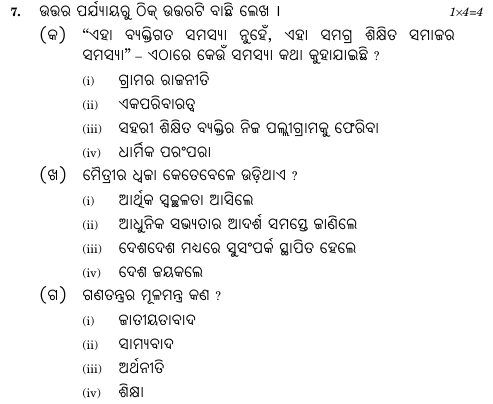 7. ଉତ୍ତର ପର୍ଯ୍ୟାୟରୁ ଠିକ୍ ଉତ୍ତରଟି ବାଛି ଲେଖ । 1×4=4
(କ) “ଏହା ବ୍ୟକ୍ତିଗତ ସମସ୍ୟା ନୁହେଁ, ଏହା ସମଗ୍ର ଶିକ୍ଷିତ ସମାଜର
ସମସ୍ୟା” – ଏଠାରେ କେଉଁ ସମସ୍ୟା କଥା କୁହାଯାଇଛି ?
(i) ଗ୍ରାମର ରାଜନୀତି
(ii) ଏକପରିବାରତ୍ୱ
(iii) ସହରୀ ଶିକ୍ଷିତ ବ୍ୟକ୍ତିର ନିଜ ପଲ୍ଲୀଗ୍ରାମକୁ ଫେରିବା
(iv) ଧାର୍ମିକ ପରଂପରା
(ଖ) ମୈତ୍ରୀର ଧ୍ୱଜା କେତେବେଳେ ଉଡ଼ିଥାଏ ?
(i) ଆର୍ଥିକ ସ୍ୱଚ୍ଛଳତା ଆସିଲେ
(ii) ଆଧୁନିକ ସଭ୍ୟତାର ଆଦର୍ଶ ସମସ୍ତେ ଜାଣିଲେ
(iii) ଦେଶଦେଶ ମଧ୍ୟରେ ସୁସଂପର୍କ ସ୍ଥାପିତ ହେଲେ
(iv) ଦେଶ ଜୟକଲେ
(ଗ) ଗଣତନ୍ତ୍ରର ମୂଳମନ୍ତ୍ର କଣ ?
(i) ଜାତୀୟତାବାଦ
(ii) ସାମ୍ୟବାଦ
(iii) ଅର୍ଥନୀତି
(iv) ଶିକ୍ଷା